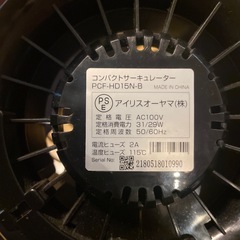 コンパクトサーキュレーター
PCF-HD15N-B MADE IN CHINA
PSE アイリスオーヤマ(株)
定格電圧 AC100V
定格消費電力 31/29W
定格周波数 50/60Hz
電流ヒューズ 2A
温度ヒューズ 115℃
Serial No. 2180518010990